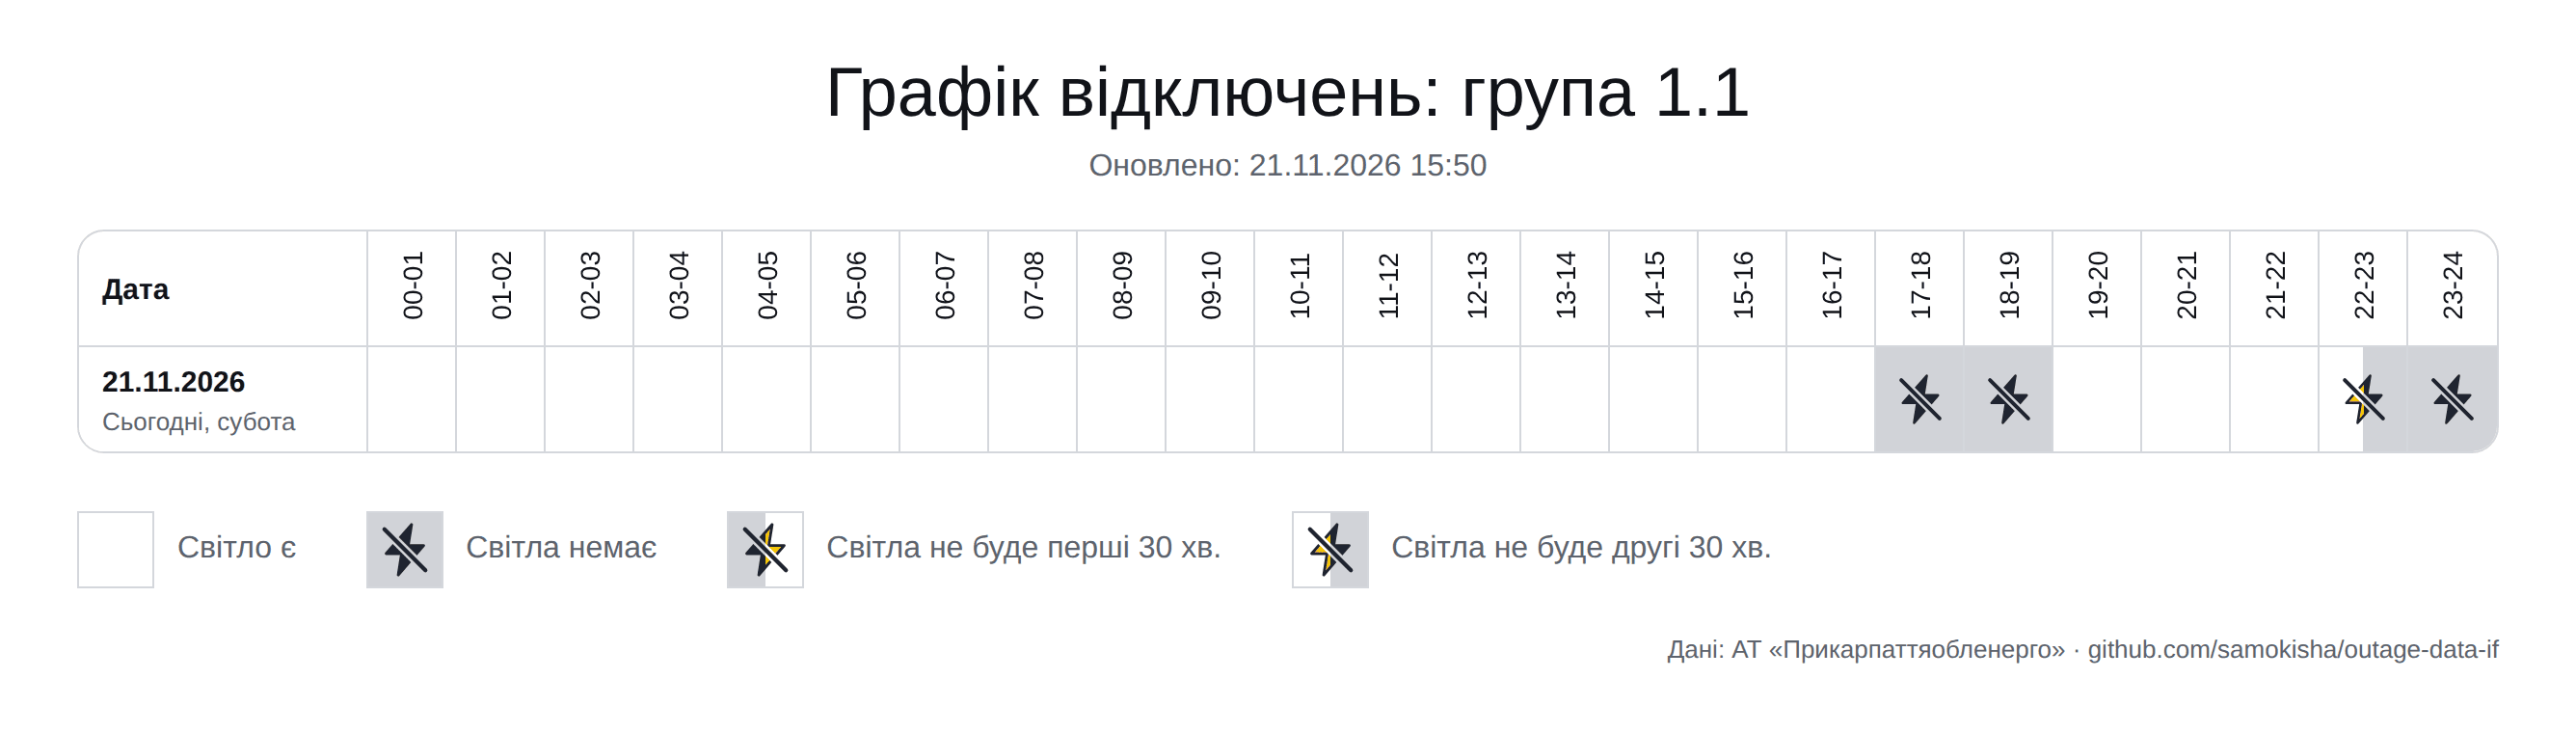 Графік відключень: група 1.1
Оновлено: 21.11.2026 15:50
Дата 00-01 01-02 02-03 03-04 04-05 05-06 06-07 07-08 08-09 09-10 10-11 11-12 12-13 13-14 14-15 15-16 16-17 17-18 18-19 19-20 20-21 21-22 22-23 23-24
21.11.2026
Сьогодні, субота
Світло є Світла немає Світла не буде перші 30 хв. Світла не буде другі 30 хв.
Дані: АТ «Прикарпаттяобленерго» · github.com/samokisha/outage-data-if